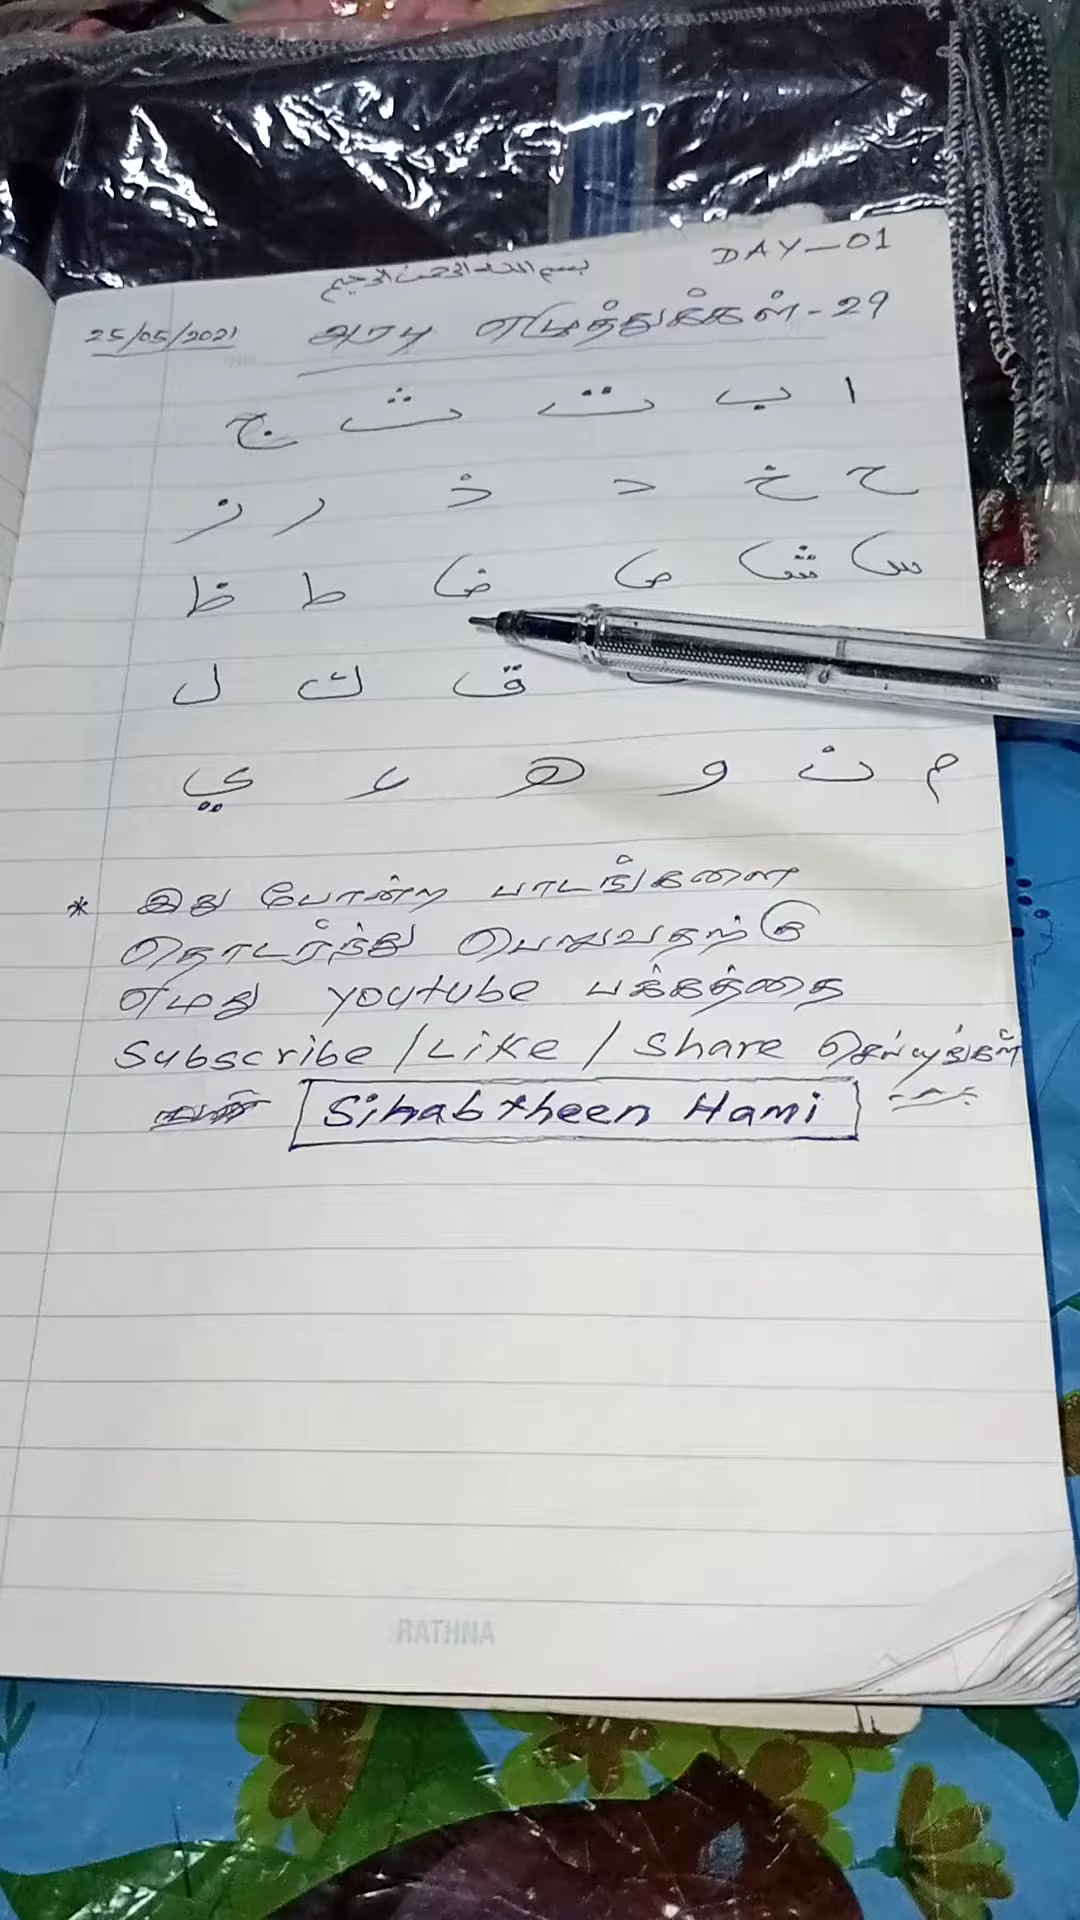 DAY-01
بسم الله الرحمن الرحيم
25/05/2021 அரபு எழுத்துக்கள்-29
ا ب ت ث ج
ح خ د ذ ر ز
س ش ص ض ط ظ
ق ك ل
م ن و ه ء ي
* இது போன்ற பாடங்களை
தொடர்ந்து பெறுவதற்கு
எமது youtube பக்கத்தை
Subscribe / Like / Share செய்யுங்கள்
Sihabtheen Hami
RATHNA